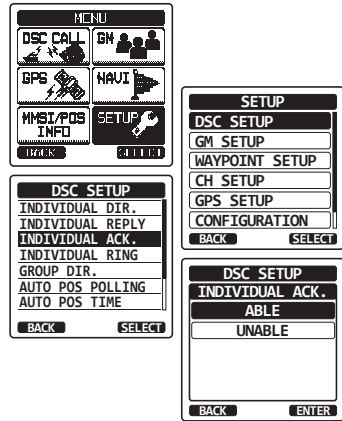 MENU
DSC CALL GM
GPS NAVI
MMSI/POS
INFO SETUP
BACK SELECT
SETUP
DSC SETUP
GM SETUP
WAYPOINT SETUP
CH SETUP
GPS SETUP
CONFIGURATION
BACK SELECT
DSC SETUP
INDIVIDUAL DIR.
INDIVIDUAL REPLY
INDIVIDUAL ACK.
INDIVIDUAL RING
GROUP DIR.
AUTO POS POLLING
AUTO POS TIME
BACK SELECT
DSC SETUP
INDIVIDUAL ACK.
ABLE
UNABLE
BACK ENTER